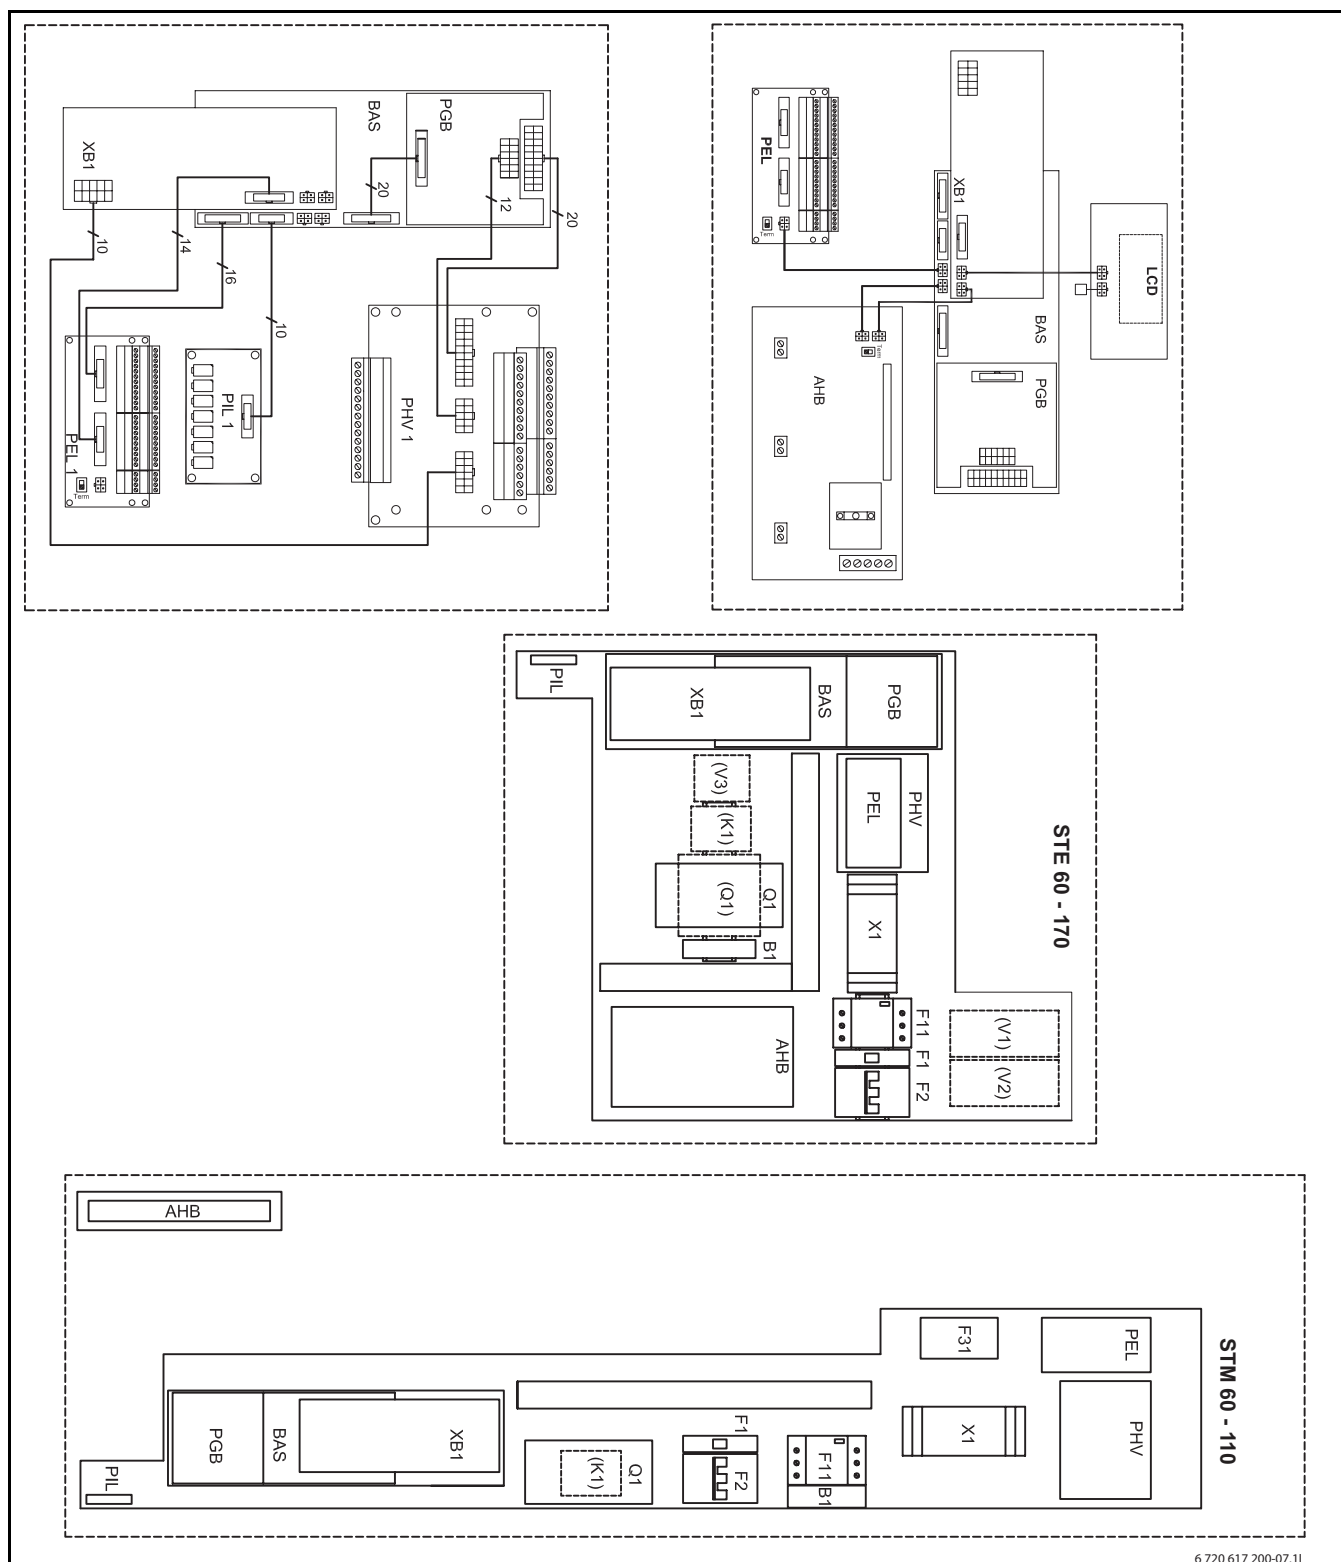 BAS
PGB
XB1
20
12
20
10
14
16
10
PEL 1
Term
PIL 1
PHV 1
PEL
Term
XB1
LCD
BAS
PGB
Term
AHB
PIL
XB1
BAS
PGB
(V3)
(K1)
(Q1)
Q1
B1
PEL
PHV
X1
STE 60 - 170
F11
F1
F2
(V1)
(V2)
AHB
AHB
F31
PEL
STM 60 - 110
PGB
BAS
XB1
PIL
(K1)
Q1
F1
F2
F11
B1
X1
PHV
6 720 617 200-07.1I